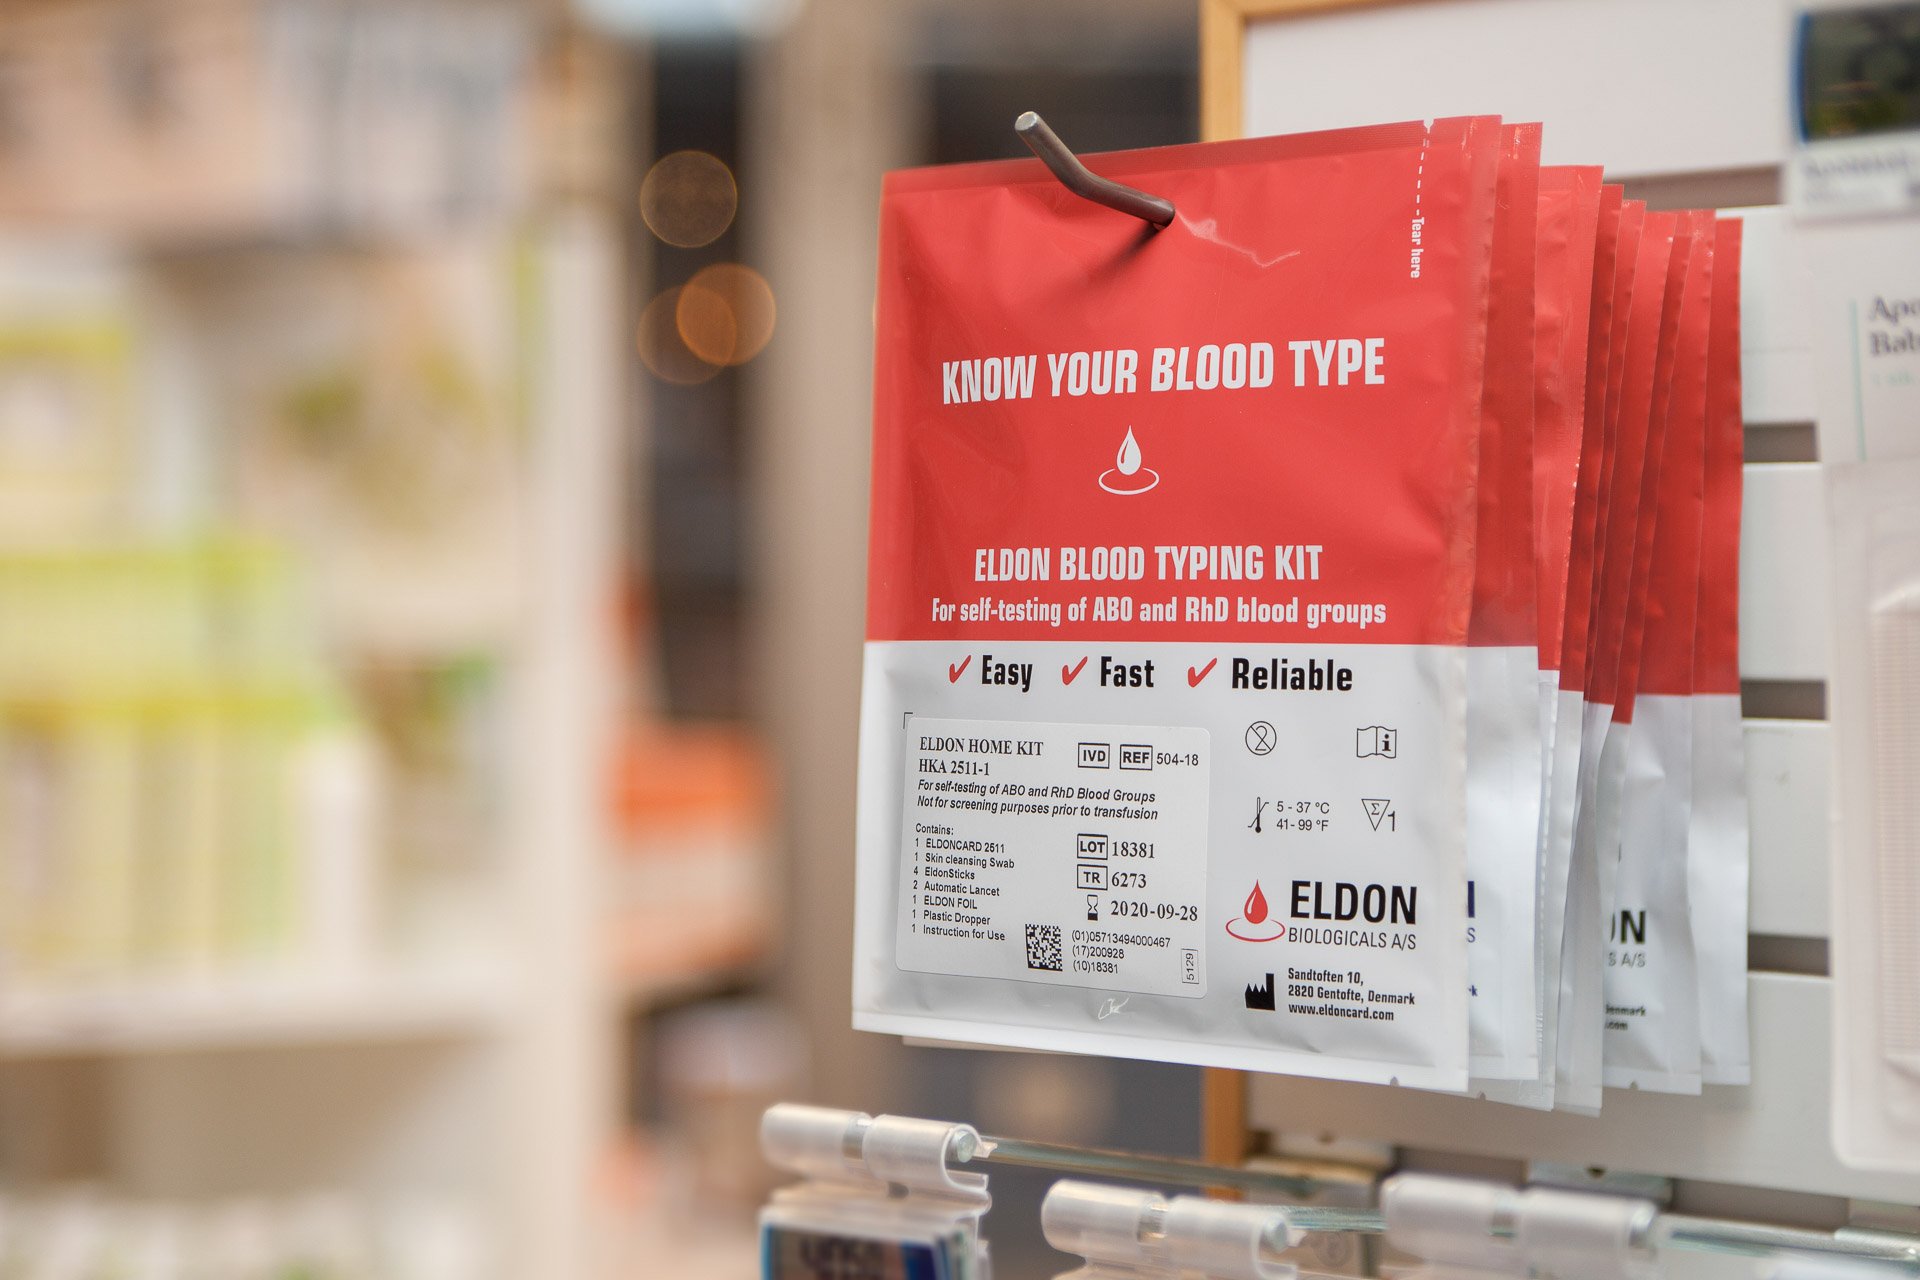 Tear here
KNOW YOUR BLOOD TYPE
ELDON BLOOD TYPING KIT
For self-testing of ABO and RhD blood groups
✓ Easy ✓ Fast ✓ Reliable
ELDON HOME KIT
HKA 2511-1
IVD REF 504-18
For self-testing of ABO and RhD Blood Groups
Not for screening purposes prior to transfusion
Contains:
1 ELDONCARD 2511
1 Skin cleansing Swab
4 EldonSticks
2 Automatic Lancet
1 ELDON FOIL
1 Plastic Dropper
1 Instruction for Use
LOT 18381
TR 6273
2020-09-28
(01)05713494000467
(17)200928
(10)18381
5129
2
i
5 - 37 °C
41- 99 °F
Σ
1
ELDON
BIOLOGICALS A/S
Sandtoften 10,
2820 Gentofte, Denmark
www.eldoncard.com
ON
S A/S